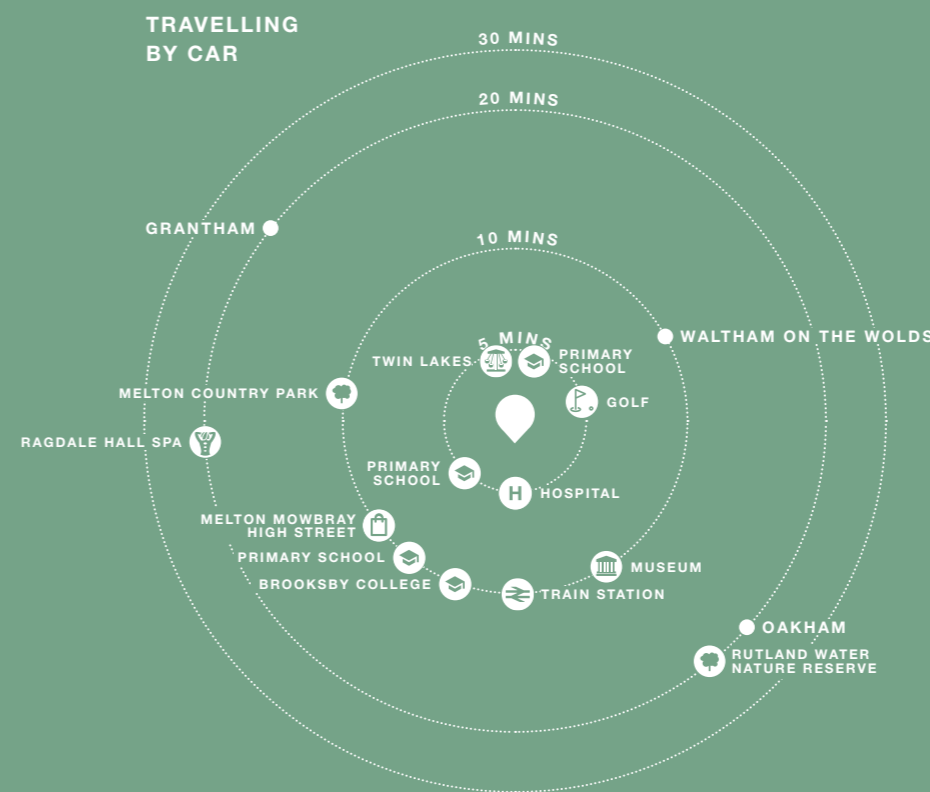 TRAVELLING
BY CAR
30 MINS
20 MINS
GRANTHAM
10 MINS
WALTHAM ON THE WOLDS
5 MINS
TWIN LAKES
PRIMARY
SCHOOL
MELTON COUNTRY PARK
GOLF
RAGDALE HALL SPA
PRIMARY
SCHOOL
H
HOSPITAL
MELTON MOWBRAY
HIGH STREET
PRIMARY SCHOOL
BROOKSBY COLLEGE
MUSEUM
TRAIN STATION
OAKHAM
RUTLAND WATER
NATURE RESERVE